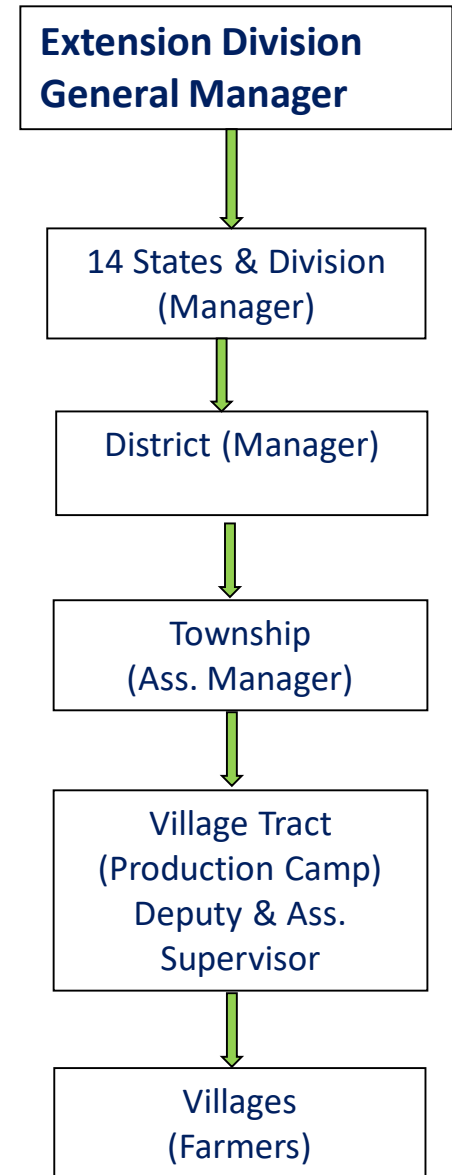 Extension Division
General Manager
14 States & Division
(Manager)
District (Manager)
Township
(Ass. Manager)
Village Tract
(Production Camp)
Deputy & Ass.
Supervisor
Villages
(Farmers)